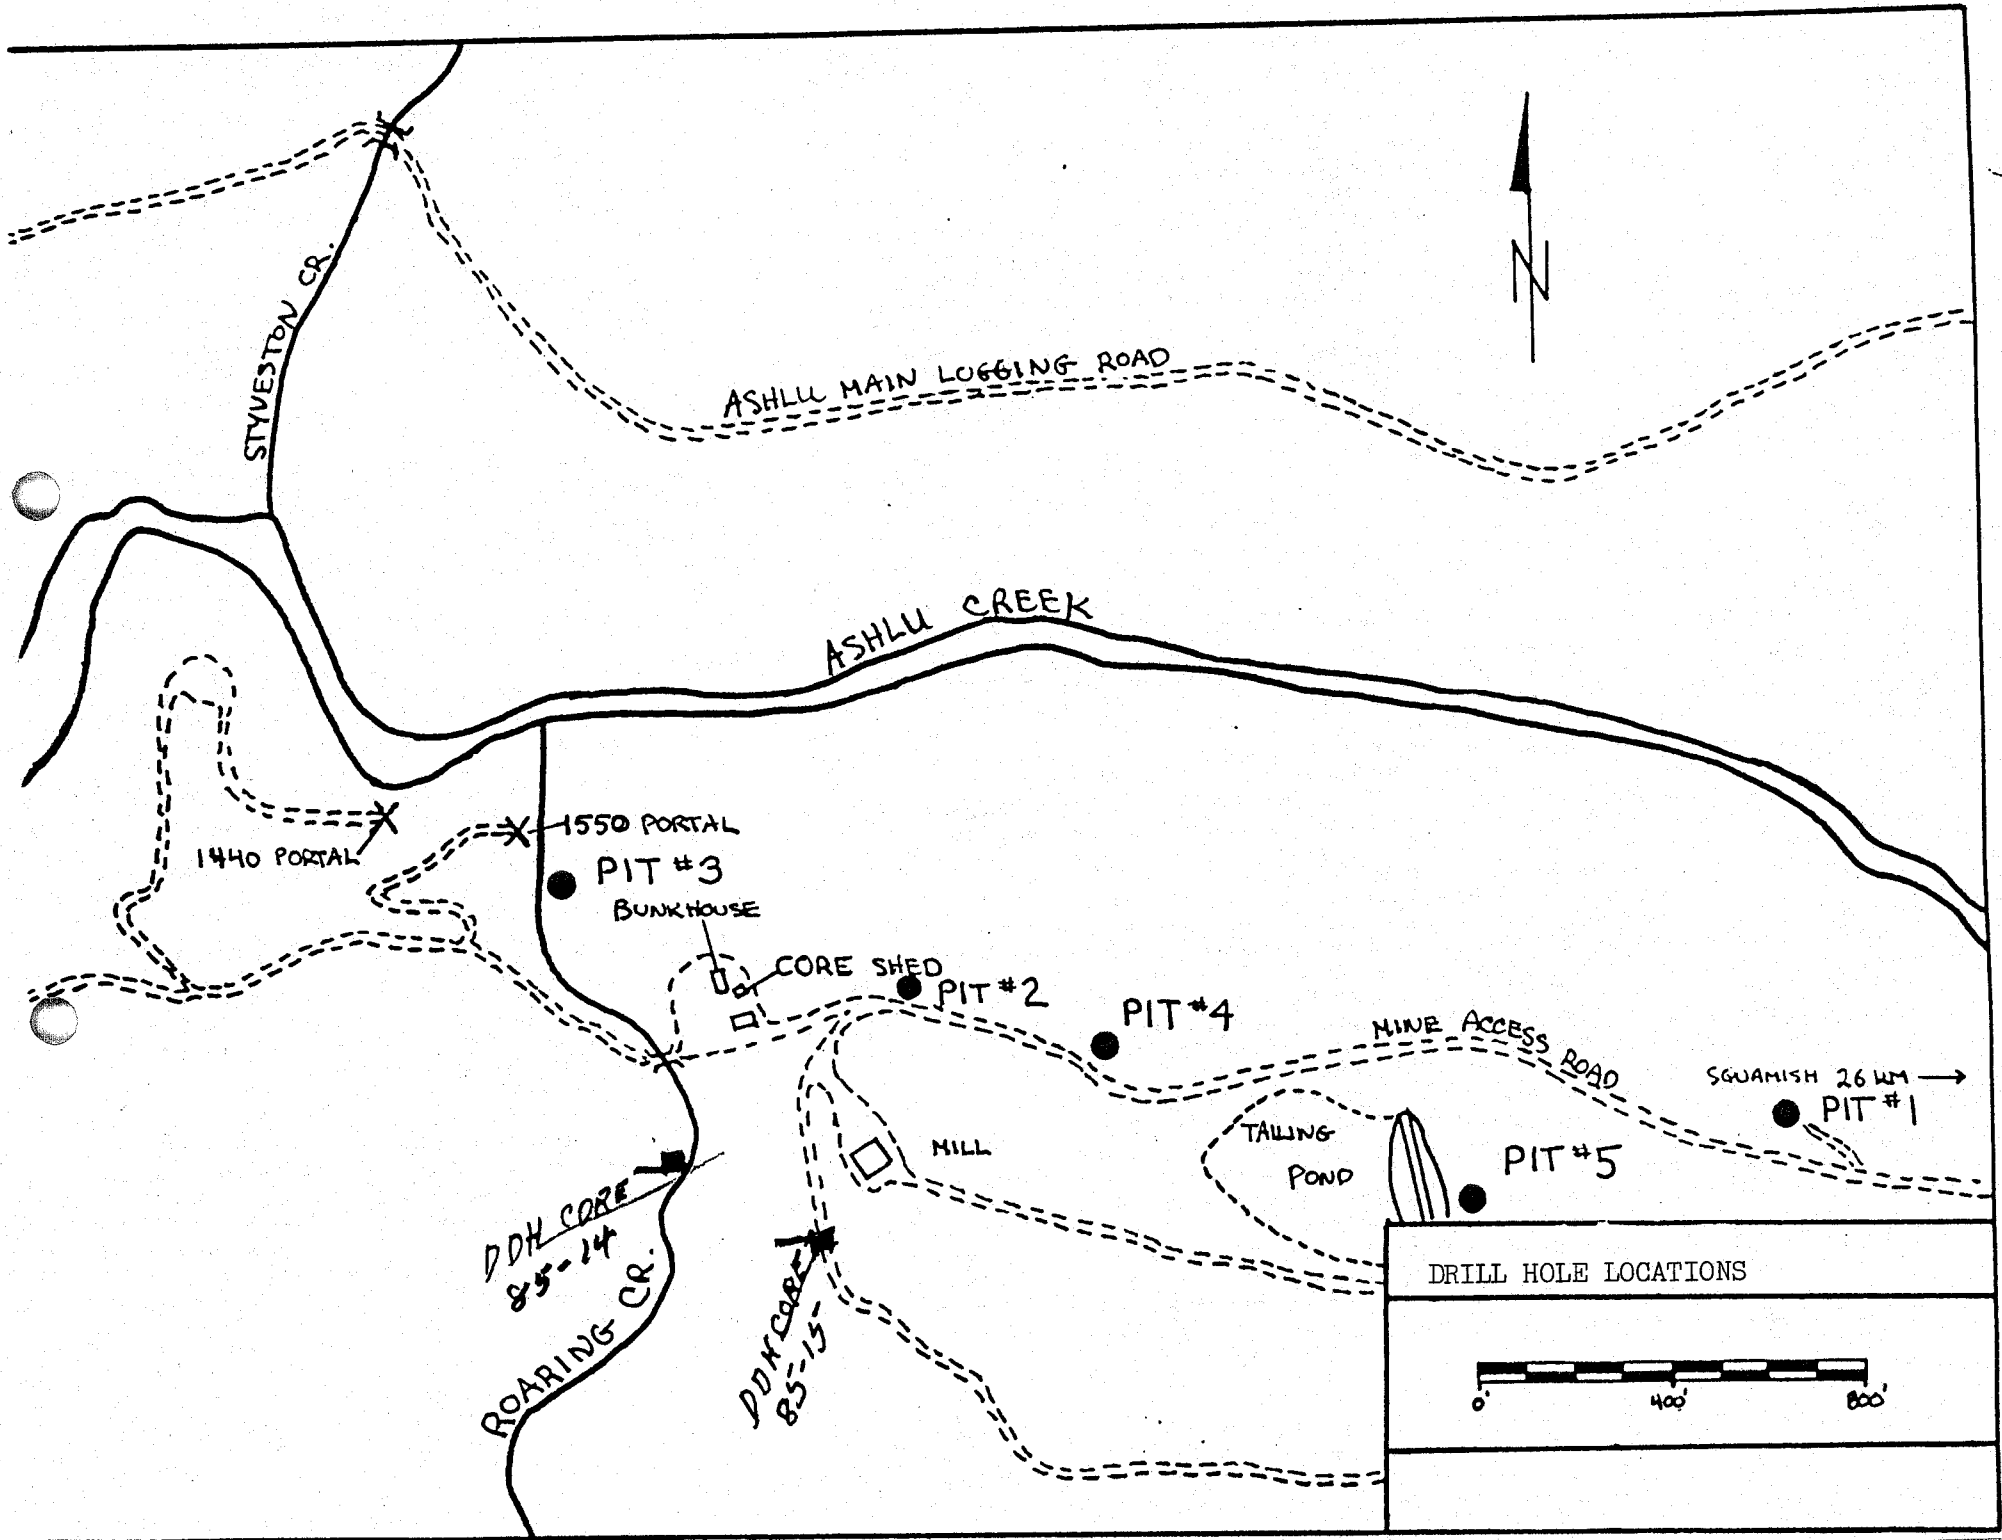 N
STYVESTON CR.
ASHLU MAIN LOGGING ROAD
ASHLU CREEK
1550 PORTAL
1440 PORTAL
PIT #3
BUNKHOUSE
CORE SHED
PIT #2
PIT #4
MINE ACCESS ROAD
SQUAMISH 26 KM
PIT #1
TAILING
POND
MILL
PIT #5
DDH CORE
85-14
ROARING CR.
DDH CORE
85-15
DRILL HOLE LOCATIONS
0' 400' 800'